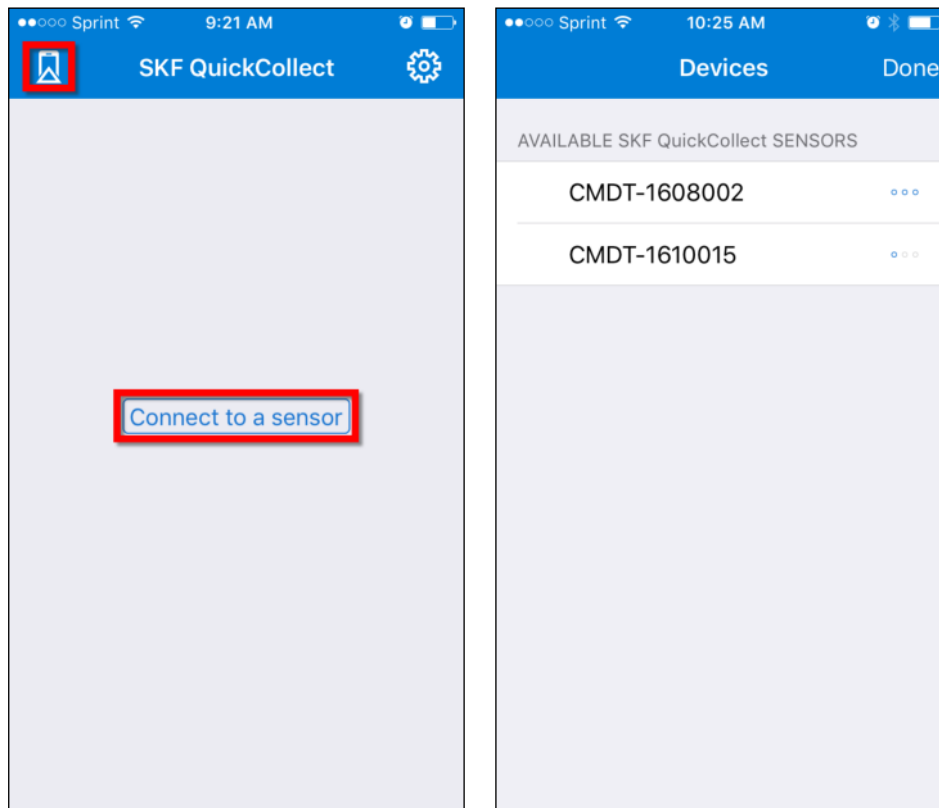 Sprint 9:21 AM
SKF QuickCollect
Connect to a sensor
Sprint 10:25 AM
Devices Done
AVAILABLE SKF QuickCollect SENSORS
CMDT-1608002
CMDT-1610015